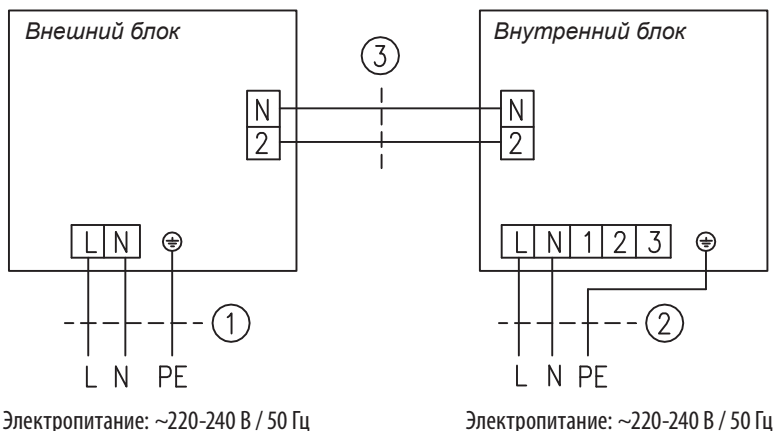 Внешний блок
Внутренний блок
3
N
N
2
2
L N
L N 1 2 3
1
2
L N PE
L N PE
Электропитание: ~220-240 В / 50 Гц
Электропитание: ~220-240 В / 50 Гц